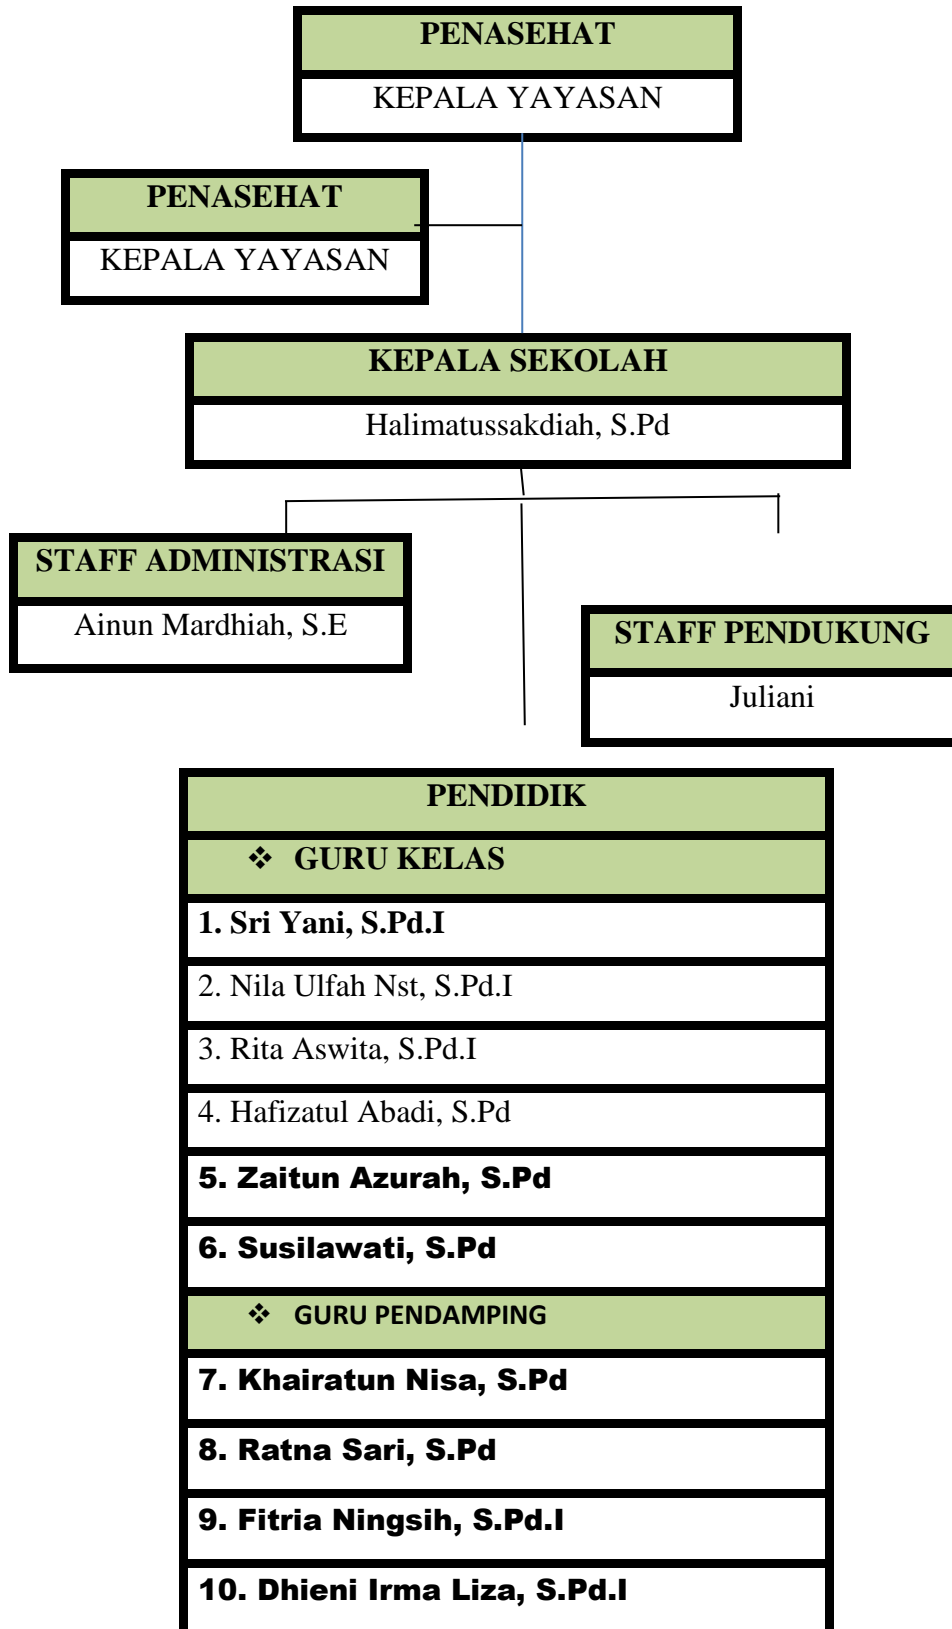 PENASEHAT
KEPALA YAYASAN
PENASEHAT
KEPALA YAYASAN
KEPALA SEKOLAH
Halimatussakdiah, S.Pd
STAFF ADMINISTRASI
Ainun Mardhiah, S.E
STAFF PENDUKUNG
Juliani
PENDIDIK
❖ GURU KELAS
1. Sri Yani, S.Pd.I
2. Nila Ulfah Nst, S.Pd.I
3. Rita Aswita, S.Pd.I
4. Hafizatul Abadi, S.Pd
5. Zaitun Azurah, S.Pd
6. Susilawati, S.Pd
❖ GURU PENDAMPING
7. Khairatun Nisa, S.Pd
8. Ratna Sari, S.Pd
9. Fitria Ningsih, S.Pd.I
10. Dhieni Irma Liza, S.Pd.I